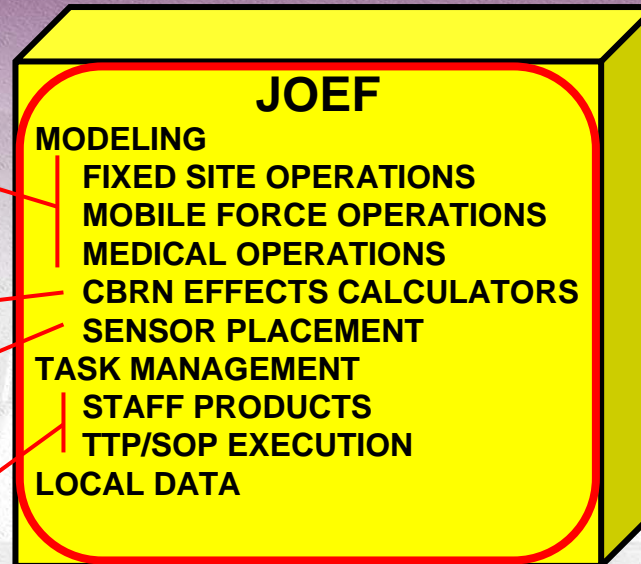 JOEF
MODELING
FIXED SITE OPERATIONS
MOBILE FORCE OPERATIONS
MEDICAL OPERATIONS
CBRN EFFECTS CALCULATORS
SENSOR PLACEMENT
TASK MANAGEMENT
STAFF PRODUCTS
TTP/SOP EXECUTION
LOCAL DATA